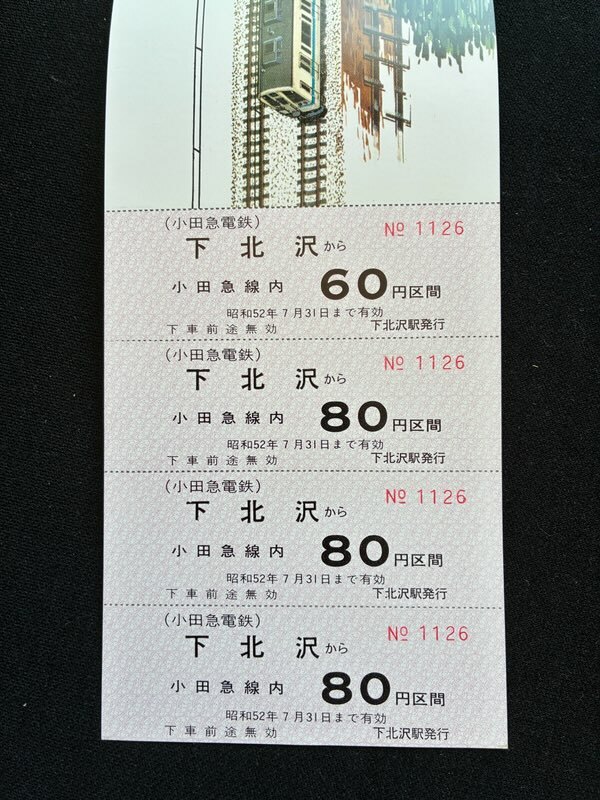 (小田急電鉄)
№ 1126
下北沢から
小田急線内 60円区間
昭和52年7月31日まで有効
下車前途無効 下北沢駅発行
(小田急電鉄)
№ 1126
下北沢から
小田急線内 80円区間
昭和52年7月31日まで有効
下車前途無効 下北沢駅発行
(小田急電鉄)
№ 1126
下北沢から
小田急線内 80円区間
昭和52年7月31日まで有効
下車前途無効 下北沢駅発行
(小田急電鉄)
№ 1126
下北沢から
小田急線内 80円区間
昭和52年7月31日まで有効
下車前途無効 下北沢駅発行